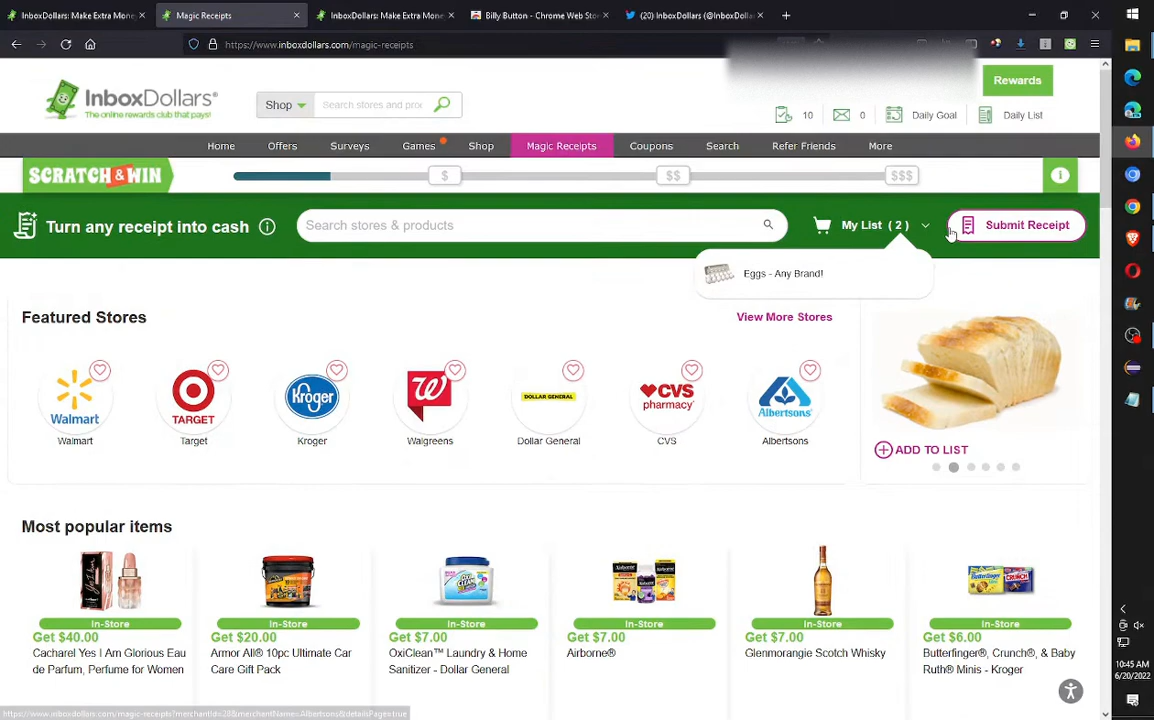 InboxDollars: Make Extra Mone
Magic Receipts
InboxDollars: Make Extra Mone
Billy Button - Chrome Web Sto
(20) InboxDollars (@InboxDolla
https://www.inboxdollars.com/magic-receipts
InboxDollars®
The online rewards club that pays!
Shop
Search stores and proc
Rewards
10
0
Daily Goal
Daily List
Home
Offers
Surveys
Games
Shop
Magic Receipts
Coupons
Search
Refer Friends
More
SCRATCH & WIN
$
$$
$$$
Turn any receipt into cash
Search stores & products
My List ( 2 )
Submit Receipt
Eggs - Any Brand!
Featured Stores
View More Stores
Walmart
TARGET
Kroger
W
DOLLAR GENERAL
CVS
pharmacy
Albertsons
Walmart
Target
Kroger
Walgreens
Dollar General
CVS
Albertsons
ADD TO LIST
Most popular items
In-Store
In-Store
In-Store
In-Store
In-Store
In-Store
Get $40.00
Get $20.00
Get $7.00
Get $7.00
Get $7.00
Get $6.00
Cacharel Yes I Am Glorious Eau
de Parfum, Perfume for Women
Armor All® 10pc Ultimate Car
Care Gift Pack
OxiClean™ Laundry & Home
Sanitizer - Dollar General
Airborne®
Glenmorangie Scotch Whisky
Butterfinger®, Crunch®, & Baby
Ruth® Minis - Kroger
10:45 AM
6/20/2022